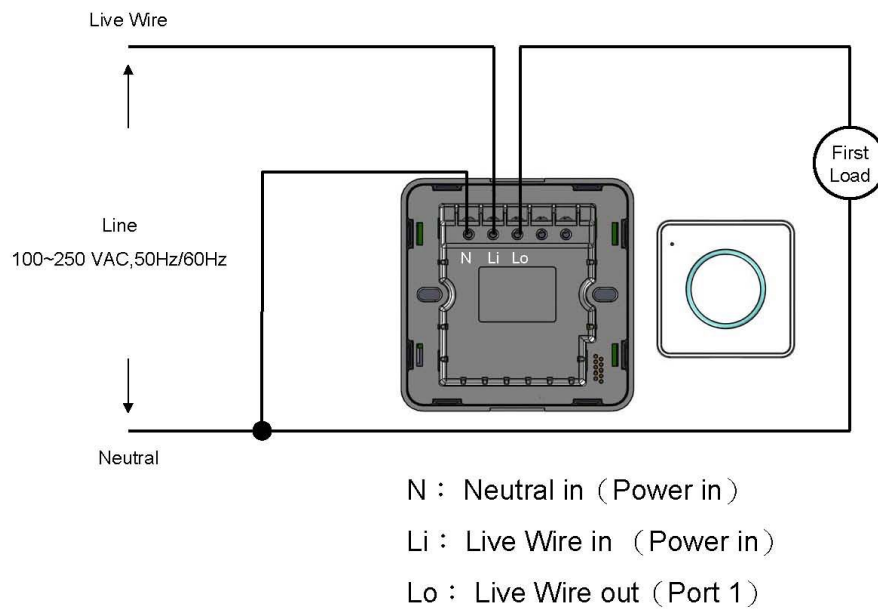 Live Wire
First
Load
Line
100~250 VAC,50Hz/60Hz
N Li Lo
Neutral
N： Neutral in（Power in）
Li： Live Wire in （Power in）
Lo： Live Wire out（Port 1）